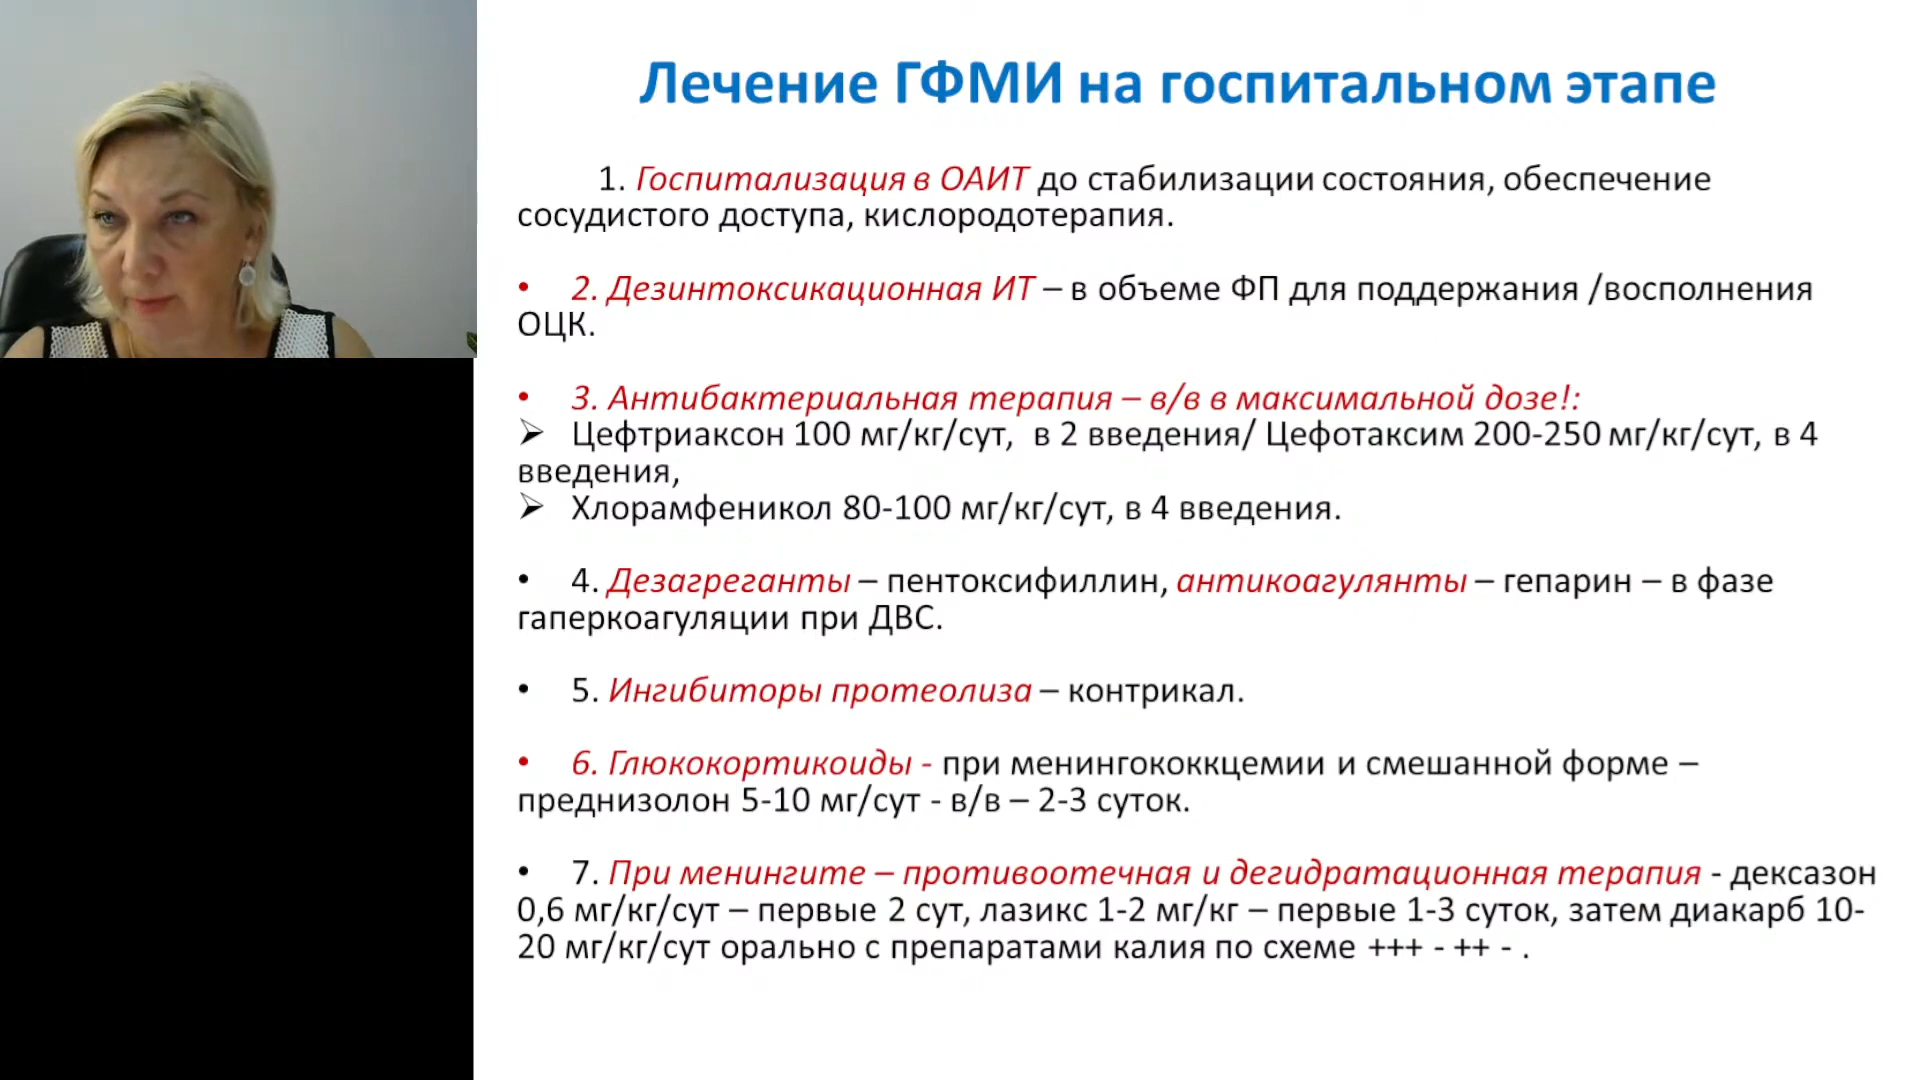 Лечение ГФМИ на госпитальном этапе
1. Госпитализация в ОАИТ до стабилизации состояния, обеспечение
сосудистого доступа, кислородотерапия.
• 2. Дезинтоксикационная ИТ – в объеме ФП для поддержания /восполнения
ОЦК.
• 3. Антибактериальная терапия – в/в в максимальной дозе!:
➢ Цефтриаксон 100 мг/кг/сут, в 2 введения/ Цефотаксим 200-250 мг/кг/сут, в 4
введения,
➢ Хлорамфеникол 80-100 мг/кг/сут, в 4 введения.
• 4. Дезагреганты – пентоксифиллин, антикоагулянты – гепарин – в фазе
гаперкоагуляции при ДВС.
• 5. Ингибиторы протеолиза – контрикал.
• 6. Глюкокортикоиды - при менингококкцемии и смешанной форме –
преднизолон 5-10 мг/сут - в/в – 2-3 суток.
• 7. При менингите – противоотечная и дегидратационная терапия - дексазон
0,6 мг/кг/сут – первые 2 сут, лазикс 1-2 мг/кг – первые 1-3 суток, затем диакарб 10-
20 мг/кг/сут орально с препаратами калия по схеме +++ - ++ - .